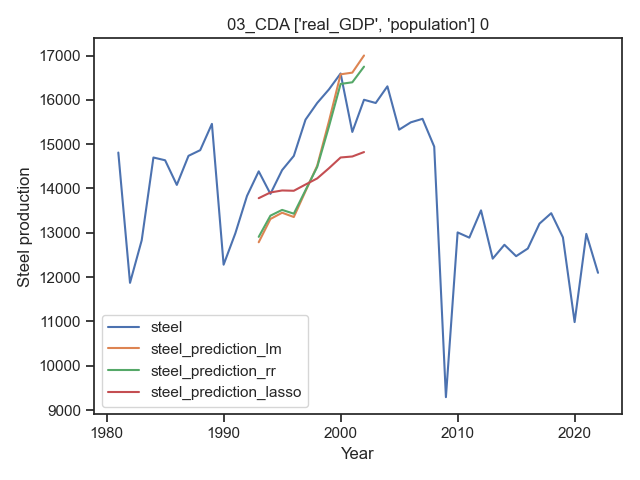 03_CDA ['real_GDP', 'population'] 0
17000
16000
15000
14000
13000
12000
11000
10000
9000
Steel production
steel
steel_prediction_lm
steel_prediction_rr
steel_prediction_lasso
1980
1990
2000
2010
2020
Year